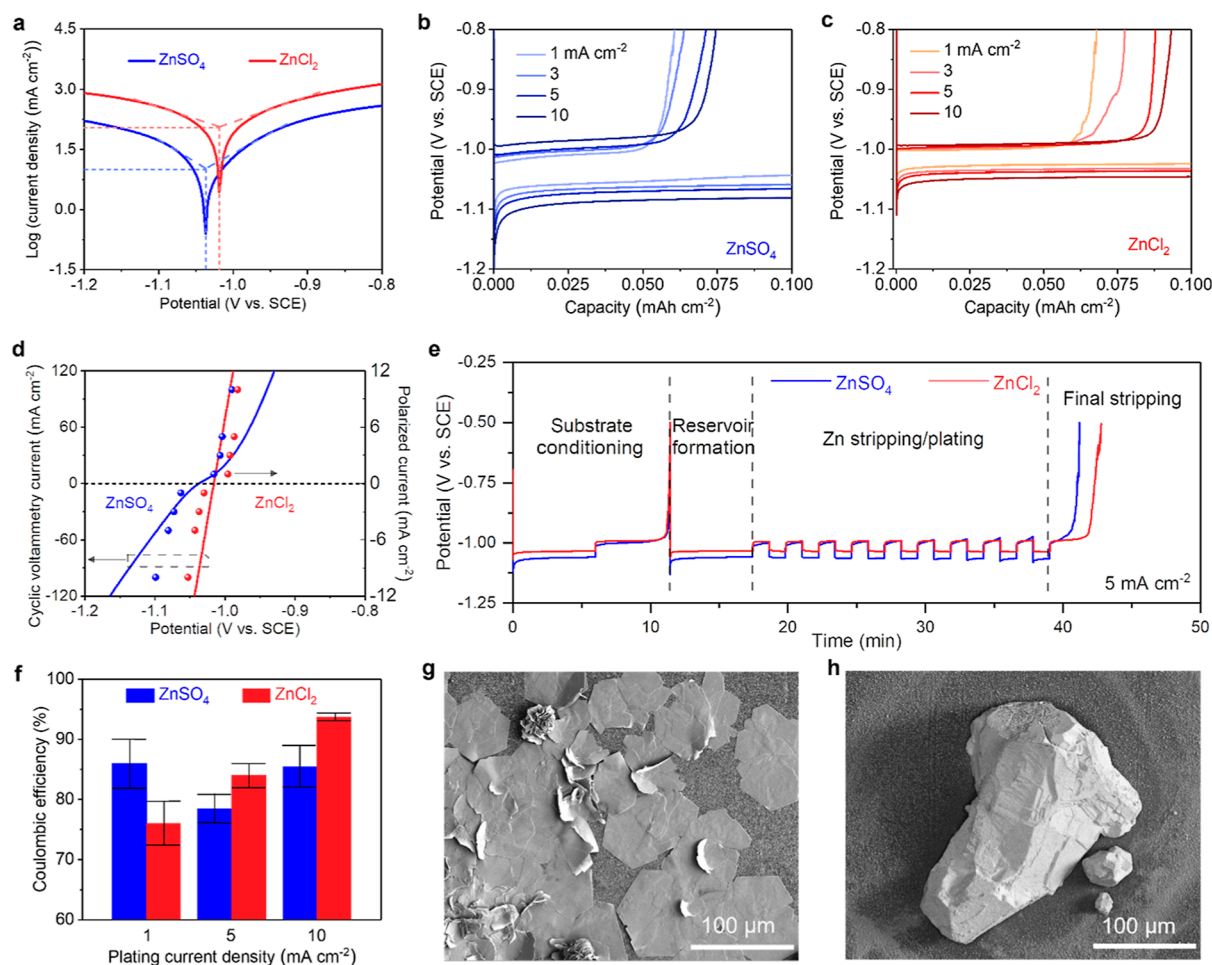 a
4.5
3.0
1.5
0.0
-1.5
Log (current density (mA cm⁻²))
ZnSO₄
ZnCl₂
-1.2
-1.1
-1.0
-0.9
-0.8
Potential (V vs. SCE)
b
-0.8
-0.9
-1.0
-1.1
-1.2
Potential (V vs. SCE)
1 mA cm⁻²
3
5
10
ZnSO₄
0.000
0.025
0.050
0.075
0.100
Capacity (mAh cm⁻²)
c
-0.8
-0.9
-1.0
-1.1
-1.2
Potential (V vs. SCE)
1 mA cm⁻²
3
5
10
ZnCl₂
0.000
0.025
0.050
0.075
0.100
Capacity (mAh cm⁻²)
d
120
60
0
-60
-120
Cyclic voltammetry current (mA cm⁻²)
12
6
0
-6
-12
Polarized current (mA cm⁻²)
ZnSO₄
ZnCl₂
-1.2
-1.1
-1.0
-0.9
-0.8
Potential (V vs. SCE)
e
-0.25
-0.50
-0.75
-1.00
-1.25
Potential (V vs. SCE)
ZnSO₄
ZnCl₂
Substrate
conditioning
Reservoir
formation
Zn stripping/plating
Final stripping
5 mA cm⁻²
0
10
20
30
40
50
Time (min)
f
100
90
80
70
60
Coulombic efficiency (%)
ZnSO₄
ZnCl₂
1
5
10
Plating current density (mA cm⁻²)
g
100 μm
h
100 μm